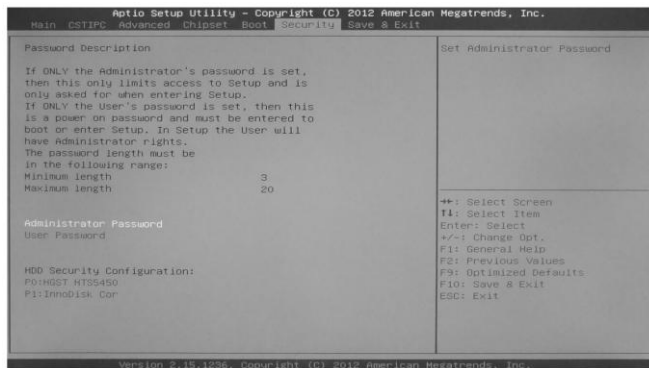 Aptio Setup Utility – Copyright (C) 2012 American Megatrends, Inc.
Main CSTIPC Advanced Chipset Boot Security Save & Exit
Password Description
If ONLY the Administrator's password is set,
then this only limits access to Setup and is
only asked for when entering Setup.
If ONLY the User's password is set, then this
is a power on password and must be entered to
boot or enter Setup. In Setup the User will
have Administrator rights.
The password length must be
in the following range:
Minimum length 3
Maximum length 20
Administrator Password
User Password
HDD Security Configuration:
P0:HGST HTS5450
P1:InnoDisk Cor
Set Administrator Password
→←: Select Screen
↑↓: Select Item
Enter: Select
+/-: Change Opt.
F1: General Help
F2: Previous Values
F9: Optimized Defaults
F10: Save & Exit
ESC: Exit
Version 2.15.1236. Copyright (C) 2012 American Megatrends, Inc.